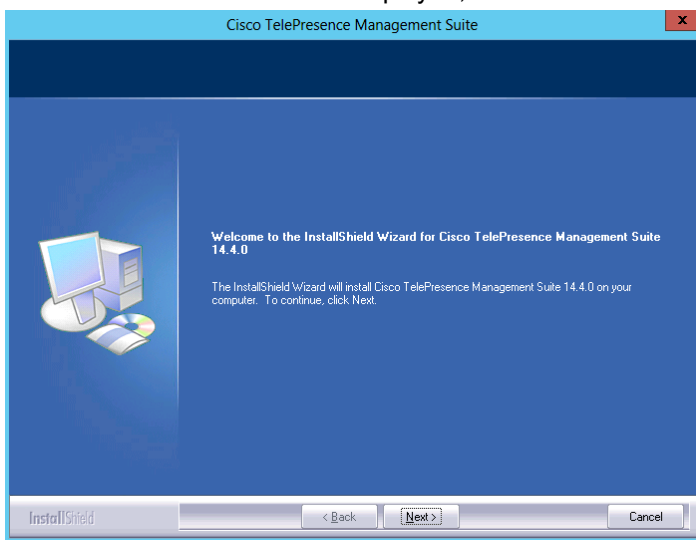 Cisco TelePresence Management Suite
x
Welcome to the InstallShield Wizard for Cisco TelePresence Management Suite
14.4.0
The InstallShield Wizard will install Cisco TelePresence Management Suite 14.4.0 on your
computer. To continue, click Next.
InstallShield
< Back
Next >
Cancel